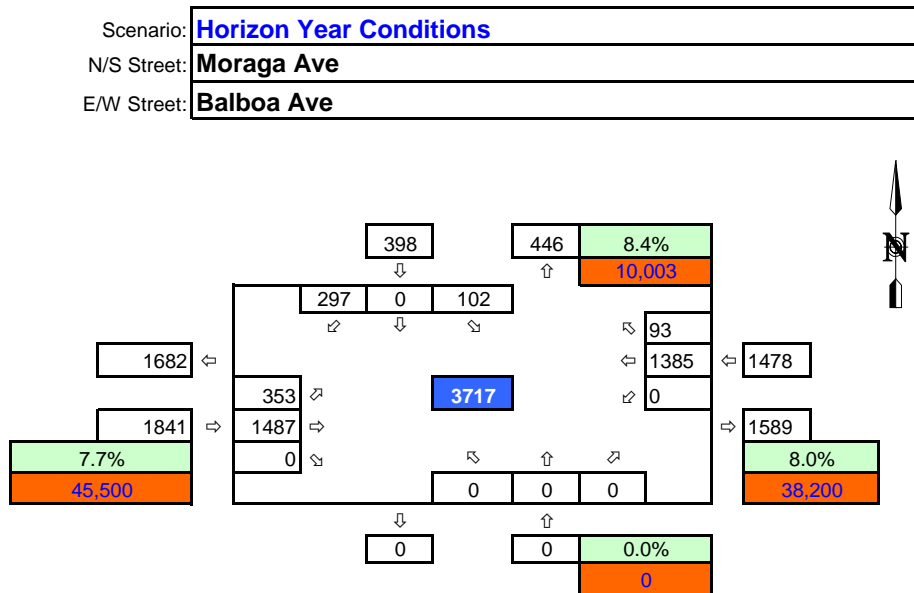 Scenario: Horizon Year Conditions
N/S Street: Moraga Ave
E/W Street: Balboa Ave
N
398 446 8.4%
⇩ ⇧ 10,003
297 0 102
⬃ ⇩ ⬂
⬁ 93
1682 ⇦ ⇦ 1385 ⇦ 1478
353 ⬀ 3717 ⬃ 0
1841 ⇨ 1487 ⇨ ⇨ 1589
7.7% 0 ⬂ ⬁ ⇧ ⬀ 8.0%
45,500 0 0 0 38,200
⇩ ⇧
0 0 0.0%
0